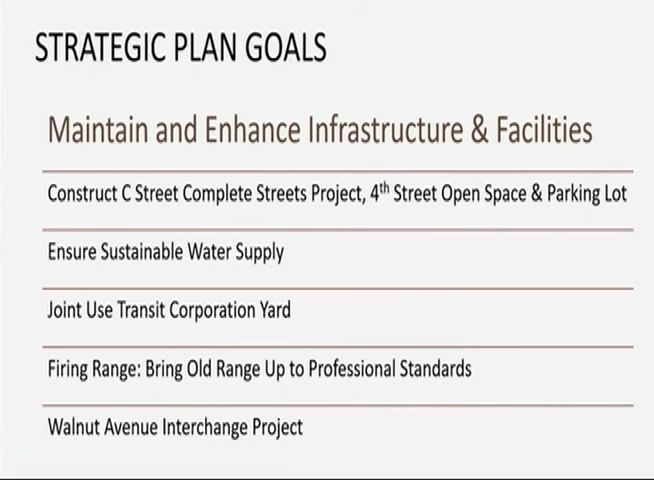 STRATEGIC PLAN GOALS
Maintain and Enhance Infrastructure & Facilities
Construct C Street Complete Streets Project, 4th Street Open Space & Parking Lot
Ensure Sustainable Water Supply
Joint Use Transit Corporation Yard
Firing Range: Bring Old Range Up to Professional Standards
Walnut Avenue Interchange Project